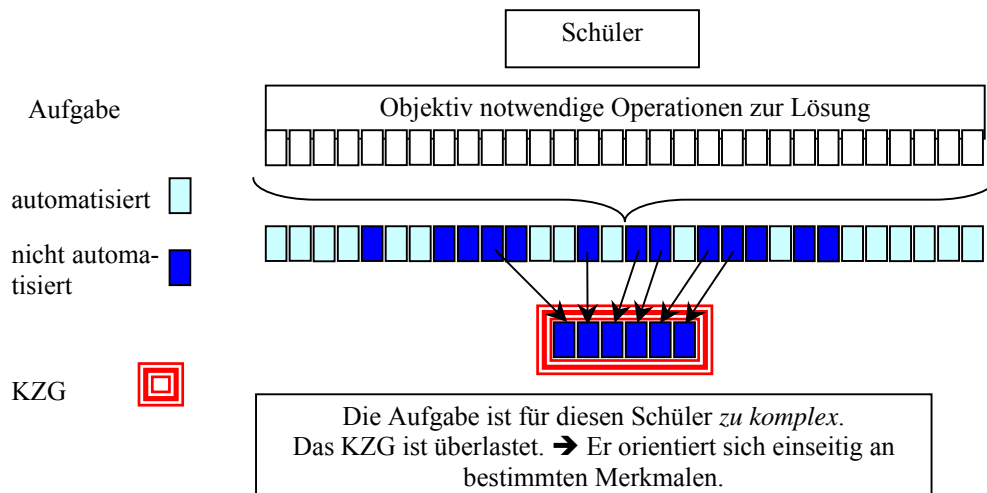 Schüler
Aufgabe
Objektiv notwendige Operationen zur Lösung
automatisiert
nicht automa-
tisiert
KZG
Die Aufgabe ist für diesen Schüler zu komplex.
Das KZG ist überlastet. ➔ Er orientiert sich einseitig an
bestimmten Merkmalen.